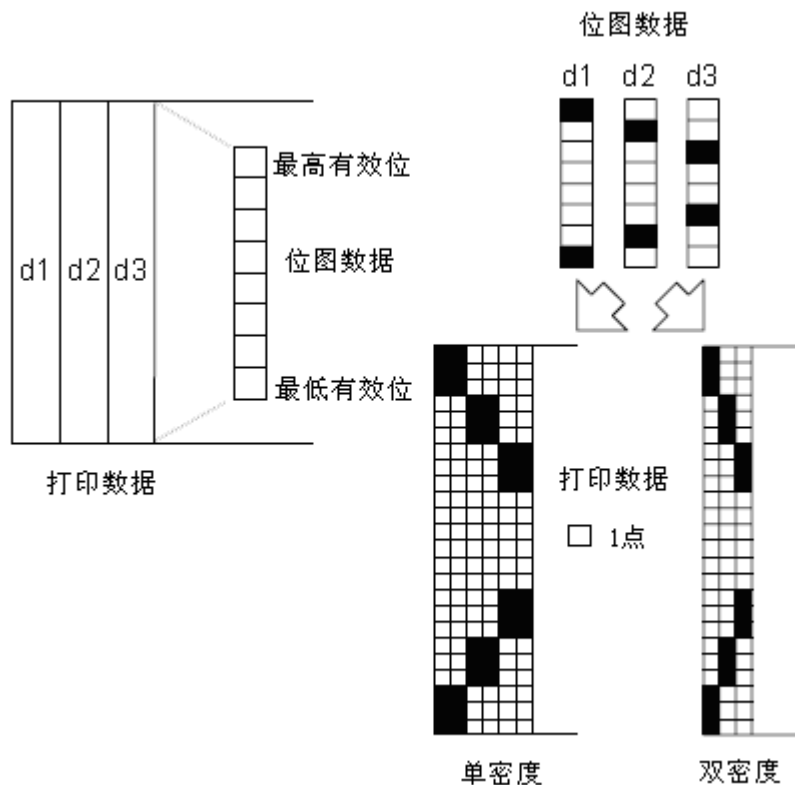 位图数据
d1 d2 d3
最高有效位
d1 d2 d3
位图数据
最低有效位
打印数据
打印数据
1点
单密度
双密度